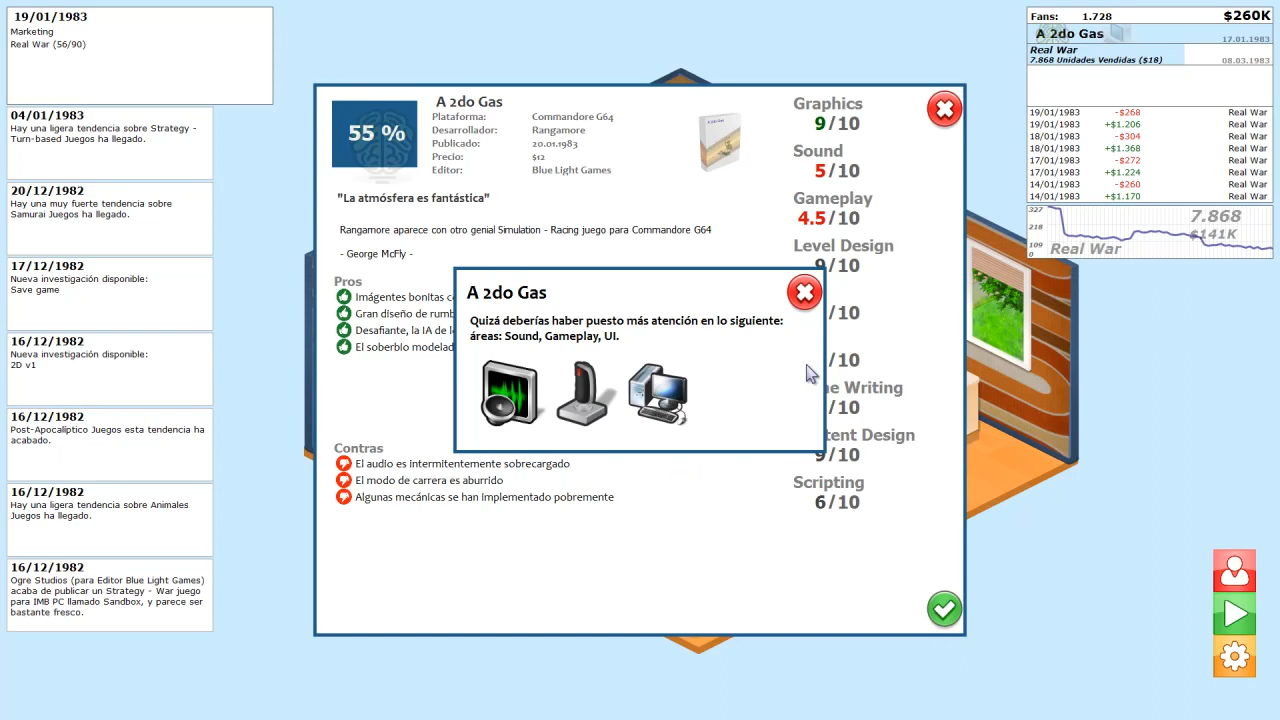 19/01/1983
Marketing
Real War (56/90)
04/01/1983
Hay una ligera tendencia sobre Strategy -
Turn-based Juegos ha llegado.
20/12/1982
Hay una muy fuerte tendencia sobre
Samurai Juegos ha llegado.
17/12/1982
Nueva investigación disponible:
Save game
16/12/1982
Nueva investigación disponible:
2D v1
16/12/1982
Post-Apocalíptico Juegos esta tendencia ha
acabado.
16/12/1982
Hay una ligera tendencia sobre Animales
Juegos ha llegado.
16/12/1982
Ogre Studios (para Editor Blue Light Games)
acaba de publicar un Strategy - War juego
para IMB PC llamado Sandbox, y parece ser
bastante fresco.
55 %
A 2do Gas
Plataforma: Commandore G64
Desarrollador: Rangamore
Publicado: 20.01.1983
Precio: $12
Editor: Blue Light Games
"La atmósfera es fantástica"
Rangamore aparece con otro genial Simulation - Racing juego para Commandore G64
- George McFly -
Pros
Imágentes bonitas
Gran diseño de rumb
Desafiante, la IA de
El soberbio modelad
Contras
El audio es intermitentemente sobrecargado
El modo de carrera es aburrido
Algunas mecánicas se han implementado pobremente
Graphics
9/10
Sound
5/10
Gameplay
4.5/10
Level Design
9/10
/10
/10
me Writing
/10
tent Design
9/10
Scripting
6/10
A 2do Gas
Quizá deberías haber puesto más atención en lo siguiente:
áreas: Sound, Gameplay, UI.
Fans: 1.728 $260K
A 2do Gas 17.01.1983
Real War
7.868 Unidades Vendidas ($18) 08.03.1983
19/01/1983 -$268 Real War
19/01/1983 +$1.206 Real War
18/01/1983 -$304 Real War
18/01/1983 +$1.368 Real War
17/01/1983 -$272 Real War
17/01/1983 +$1.224 Real War
14/01/1983 -$260 Real War
14/01/1983 +$1.170 Real War
327
218
109
0
7.868
$141K
Real War